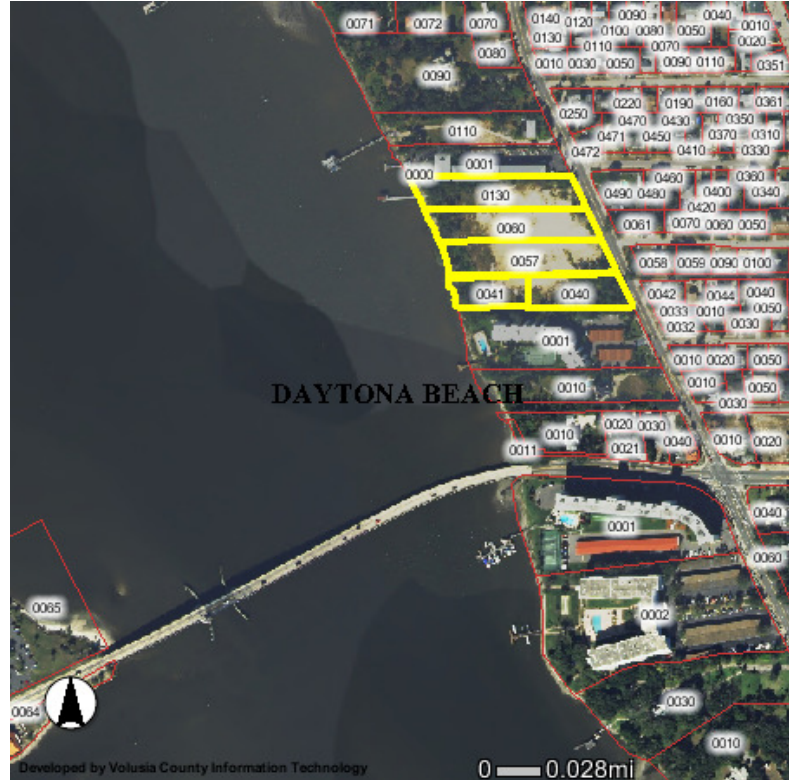 0071 0072 0070 0140 0120 0090 0040 0010
0130 0100 0080 0050 0020
0080 0110 0070
0090 0010 0030 0050 0090 0110 0351
0250 0220 0190 0160 0361
0110 0470 0430 0350
0471 0450 0370 0310
0472 0410 0330
0001 0460 0360
0000 0130 0490 0480 0400 0340
0420
0060 0061 0070 0060 0050
0057 0058 0059 0090 0100
0041 0040 0042 0044 0040
0033 0010 0050
0032 0030
0001
0010 0020 0050
0010 0010 0050
DAYTONA BEACH
0030
0020 0030
0010 0040 0010 0020
0011 0021
0001 0040
0060
0065 0002
0030
0064
0010
Developed by Volusia County Information Technology
0 0.028mi